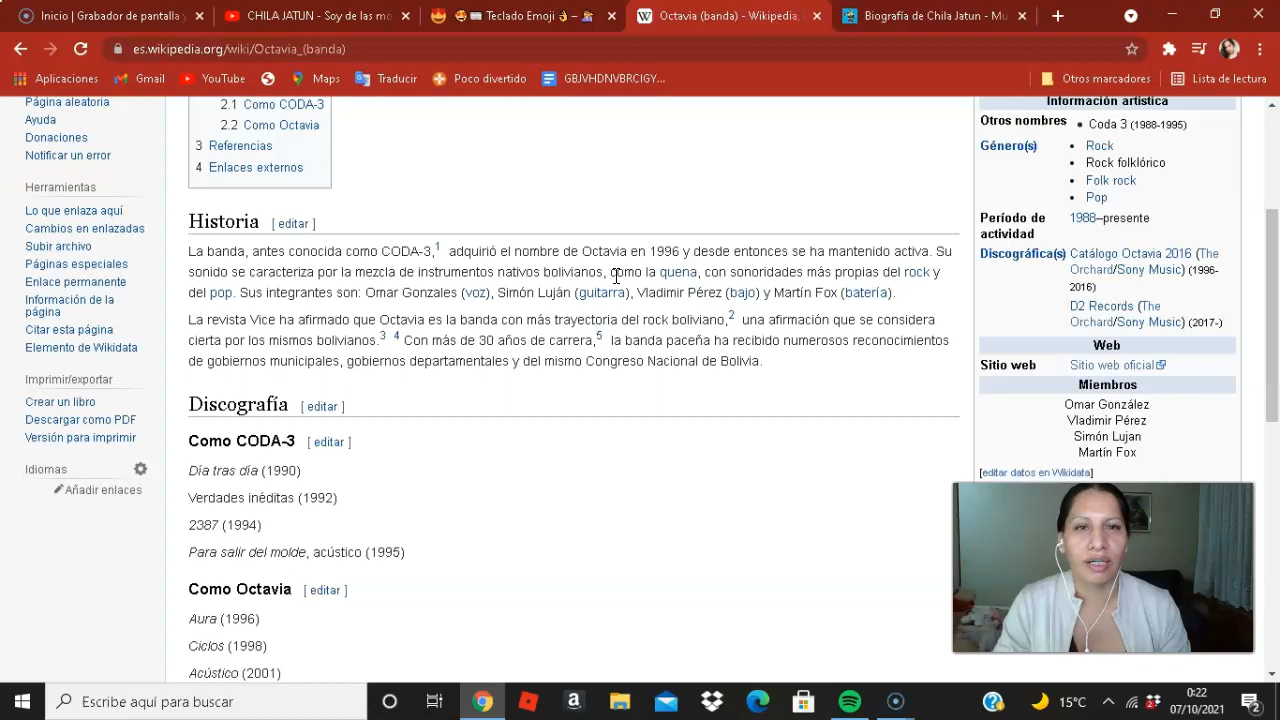 Inicio | Grabador de pantalla y
CHILA JATUN - Soy de las mo
Teclado Emoji
Octavia (banda) - Wikipedia,
Biografía de Chila Jatun - Mu
es.wikipedia.org/wiki/Octavia_(banda)
Aplicaciones
Gmail
YouTube
Maps
Traducir
Poco divertido
GBJVHDNVBRCIGY...
Otros marcadores
Lista de lectura
Página aleatoria
Ayuda
Donaciones
Notificar un error
Herramientas
Lo que enlaza aquí
Cambios en enlazadas
Subir archivo
Páginas especiales
Enlace permanente
Información de la
página
Citar esta página
Elemento de Wikidata
Imprimir/exportar
Crear un libro
Descargar como PDF
Versión para imprimir
Idiomas
Añadir enlaces
2.1 Como CODA-3
2.2 Como Octavia
3 Referencias
4 Enlaces externos
Historia [ editar ]
La banda, antes conocida como CODA-3,1 adquirió el nombre de Octavia en 1996 y desde entonces se ha mantenido activa. Su
sonido se caracteriza por la mezcla de instrumentos nativos bolivianos, como la quena, con sonoridades más propias del rock y
del pop. Sus integrantes son: Omar Gonzales (voz), Simón Luján (guitarra), Vladimir Pérez (bajo) y Martín Fox (batería).
La revista Vice ha afirmado que Octavia es la banda con más trayectoria del rock boliviano,2 una afirmación que se considera
cierta por los mismos bolivianos.3 4 Con más de 30 años de carrera,5 la banda paceña ha recibido numerosos reconocimientos
de gobiernos municipales, gobiernos departamentales y del mismo Congreso Nacional de Bolivia.
Discografía [ editar ]
Como CODA-3 [ editar ]
Día tras día (1990)
Verdades inéditas (1992)
2387 (1994)
Para salir del molde, acústico (1995)
Como Octavia [ editar ]
Aura (1996)
Ciclos (1998)
Acústico (2001)
Información artística
Otros nombres • Coda 3 (1988-1995)
Género(s) • Rock
• Rock folklórico
• Folk rock
• Pop
Período de 1988–presente
actividad
Discográfica(s) Catálogo Octavia 2016 (The
Orchard/Sony Music) (1996-
2016)
D2 Records (The
Orchard/Sony Music) (2017-)
Web
Sitio web Sitio web oficial
Miembros
Omar González
Vladimir Pérez
Simón Lujan
Martín Fox
[editar datos en Wikidata]
Escribe aquí para buscar
15°C
0:22
07/10/2021
2